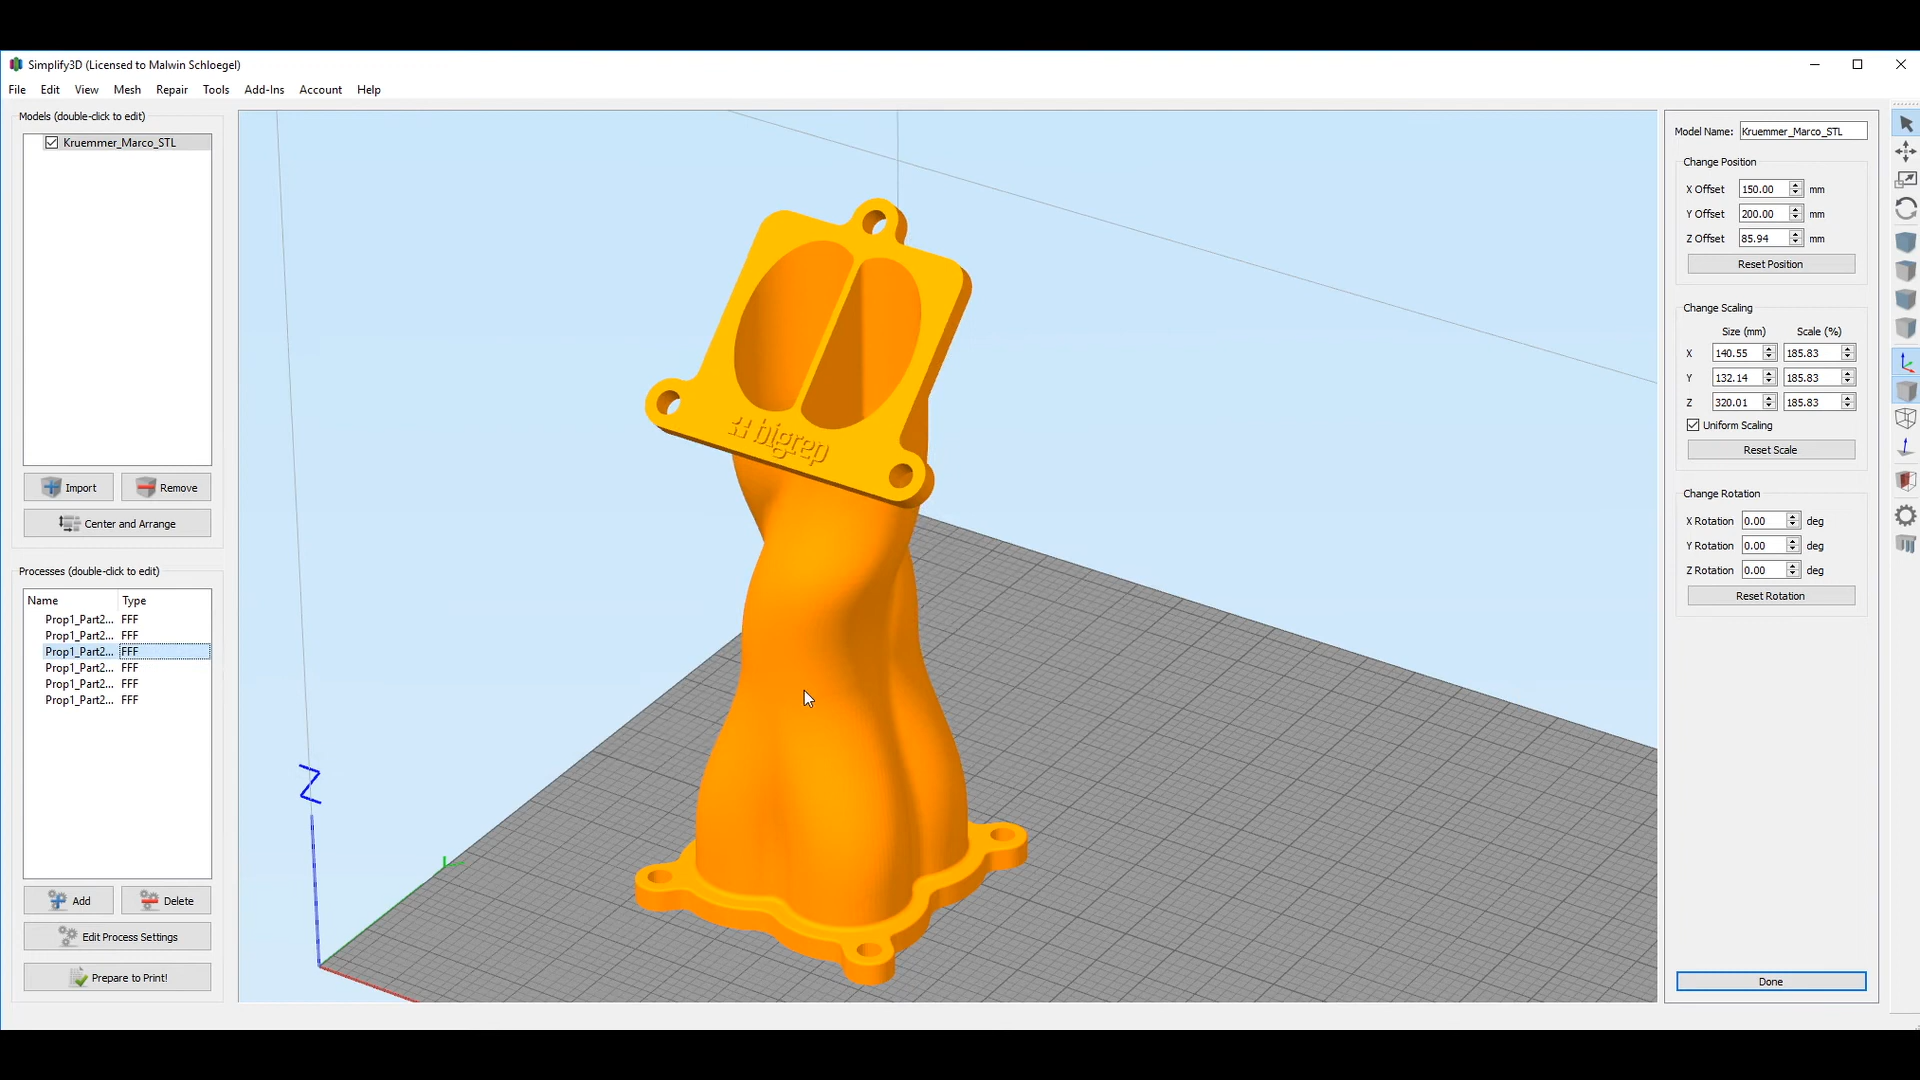 Simplify3D (Licensed to Malwin Schloegel)
File Edit View Mesh Repair Tools Add-Ins Account Help
Models (double-click to edit)
Kruemmer_Marco_STL
Import Remove
Center and Arrange
Processes (double-click to edit)
Name Type
Prop1_Part2... FFF
Prop1_Part2... FFF
Prop1_Part2... FFF
Prop1_Part2... FFF
Prop1_Part2... FFF
Prop1_Part2... FFF
Add Delete
Edit Process Settings
Prepare to Print!
bigrep
Z
Model Name: Kruemmer_Marco_STL
Change Position
X Offset 150.00 mm
Y Offset 200.00 mm
Z Offset 85.94 mm
Reset Position
Change Scaling
Size (mm) Scale (%)
X 140.55 185.83
Y 132.14 185.83
Z 320.01 185.83
Uniform Scaling
Reset Scale
Change Rotation
X Rotation 0.00 deg
Y Rotation 0.00 deg
Z Rotation 0.00 deg
Reset Rotation
Done